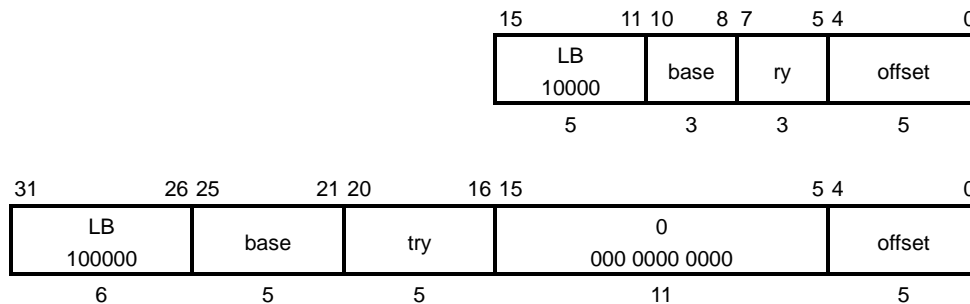 15 11 10 8 7 5 4 0
LB base ry offset
10000
5 3 3 5
31 26 25 21 20 16 15 5 4 0
LB base try 0 offset
100000 000 0000 0000
6 5 5 11 5